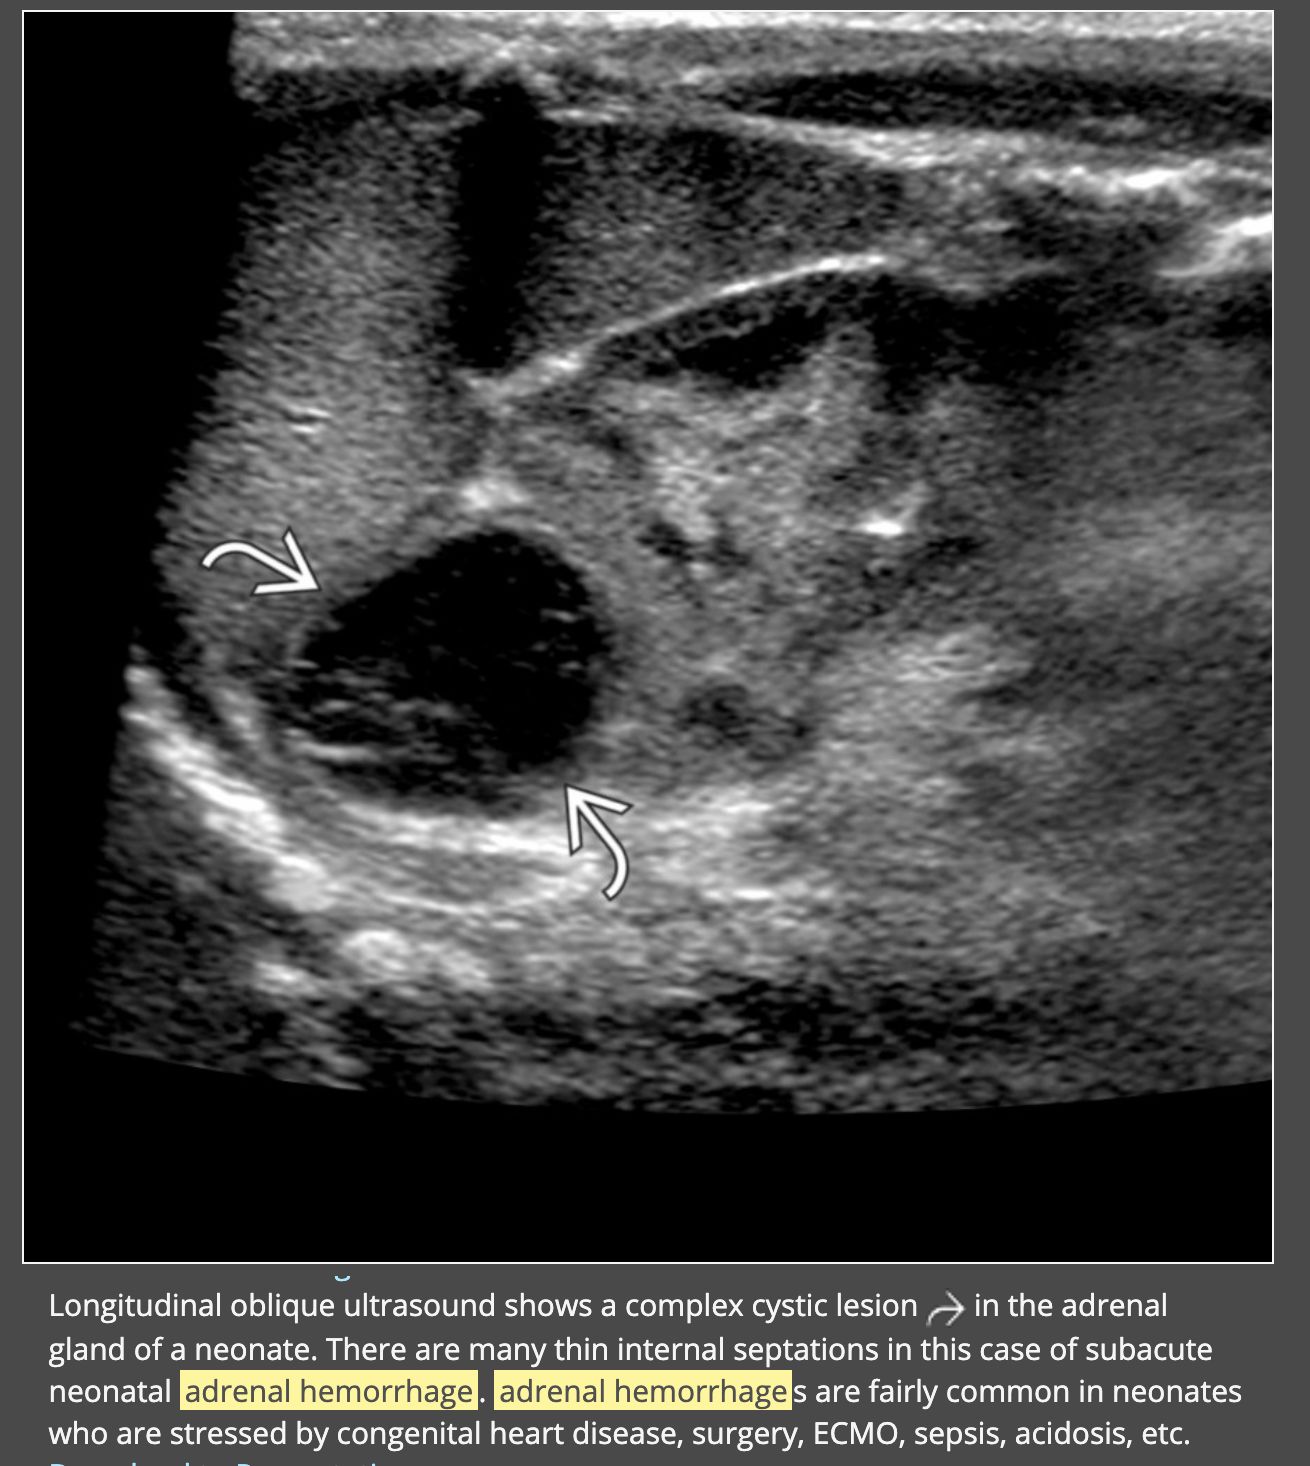 Longitudinal oblique ultrasound shows a complex cystic lesion in the adrenal
gland of a neonate. There are many thin internal septations in this case of subacute
neonatal adrenal hemorrhage. adrenal hemorrhages are fairly common in neonates
who are stressed by congenital heart disease, surgery, ECMO, sepsis, acidosis, etc.